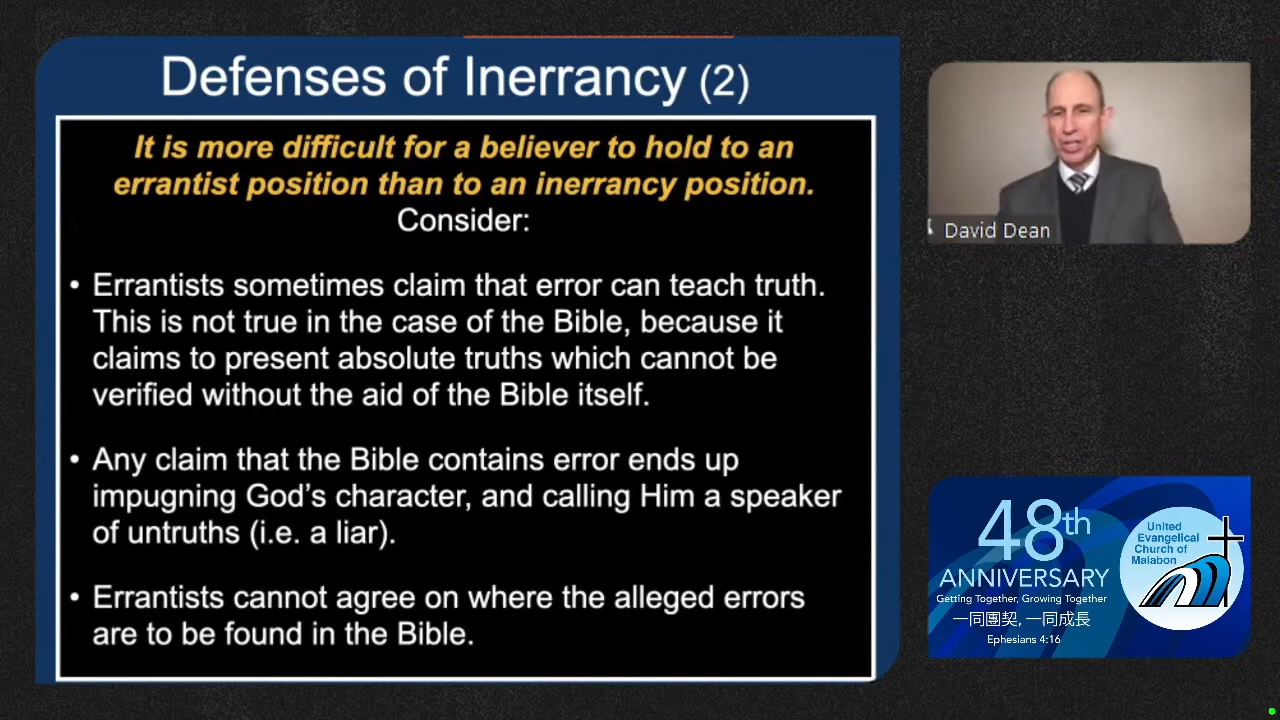 Defenses of Inerrancy (2)
It is more difficult for a believer to hold to an
errantist position than to an inerrancy position.
Consider:
• Errantists sometimes claim that error can teach truth.
This is not true in the case of the Bible, because it
claims to present absolute truths which cannot be
verified without the aid of the Bible itself.
• Any claim that the Bible contains error ends up
impugning God's character, and calling Him a speaker
of untruths (i.e. a liar).
• Errantists cannot agree on where the alleged errors
are to be found in the Bible.
David Dean
48th
ANNIVERSARY
Getting Together, Growing Together
一同團契, 一同成長
Ephesians 4:16
United
Evangelical
Church of
Malabon